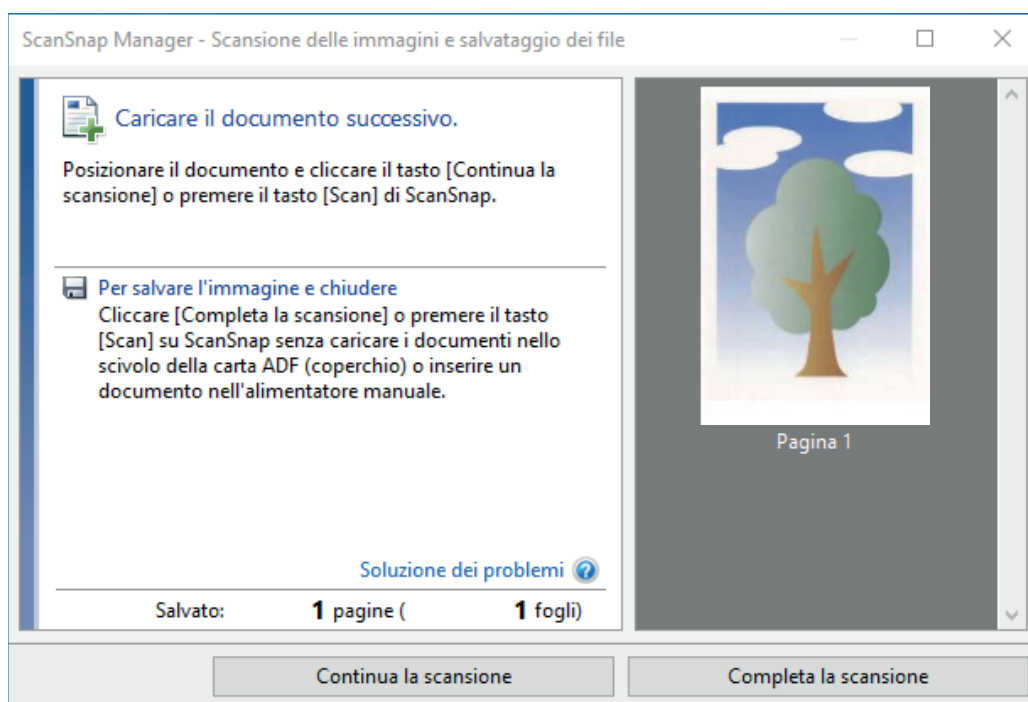 ScanSnap Manager - Scansione delle immagini e salvataggio dei file
Caricare il documento successivo.
Posizionare il documento e cliccare il tasto [Continua la
scansione] o premere il tasto [Scan] di ScanSnap.
Per salvare l'immagine e chiudere
Cliccare [Completa la scansione] o premere il tasto
[Scan] su ScanSnap senza caricare i documenti nello
scivolo della carta ADF (coperchio) o inserire un
documento nell'alimentatore manuale.
Soluzione dei problemi
Salvato: 1 pagine ( 1 fogli)
Pagina 1
Continua la scansione
Completa la scansione